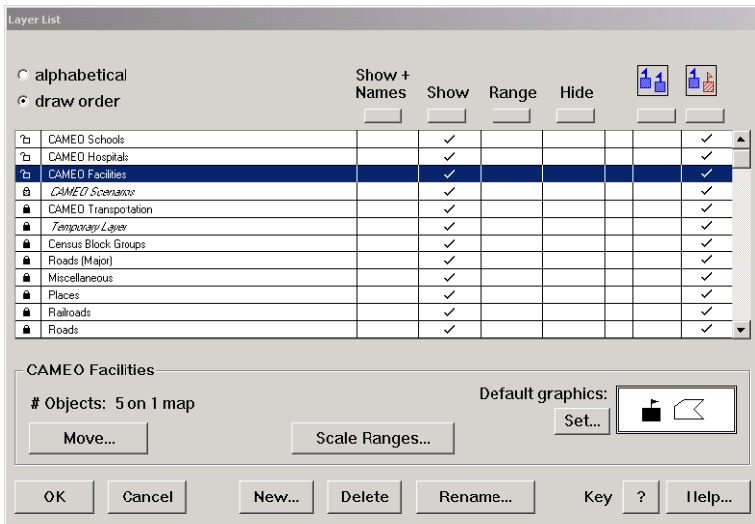 Layer List
alphabetical
draw order
Show + Names
Show
Range
Hide
CAMEO Schools
CAMEO Hospitals
CAMEO Facilities
CAMEO Scenarios
CAMEO Transportation
Temporary Layer
Census Block Groups
Roads (Major)
Miscellaneous
Places
Railroads
Roads
CAMEO Facilities
# Objects: 5 on 1 map
Default graphics:
Set...
Move...
Scale Ranges...
OK
Cancel
New...
Delete
Rename...
Key
?
Help...